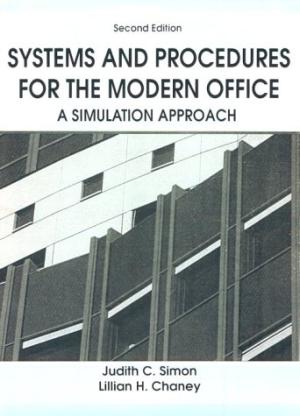 Second Edition
SYSTEMS AND PROCEDURES
FOR THE MODERN OFFICE
A SIMULATION APPROACH
Judith C. Simon
Lillian H. Chaney